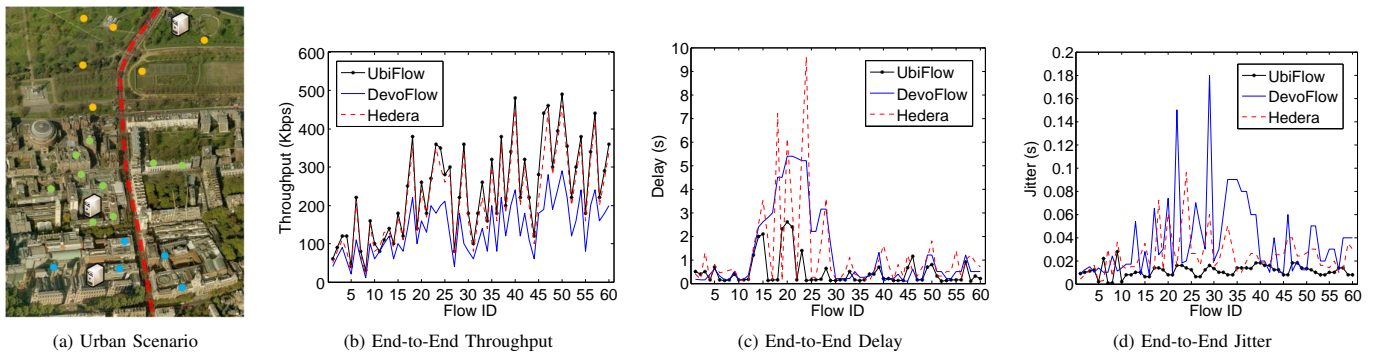 600
500
400
300
200
100
0
5 10 15 20 25 30 35 40 45 50 55 60
Throughput (Kbps)
Flow ID
UbiFlow
DevoFlow
Hedera
10
9
8
7
6
5
4
3
2
1
0
5 10 15 20 25 30 35 40 45 50 55 60
Delay (s)
Flow ID
UbiFlow
DevoFlow
Hedera
0.2
0.18
0.16
0.14
0.12
0.1
0.08
0.06
0.04
0.02
0
5 10 15 20 25 30 35 40 45 50 55 60
Jitter (s)
Flow ID
UbiFlow
DevoFlow
Hedera
(a) Urban Scenario
(b) End-to-End Throughput
(c) End-to-End Delay
(d) End-to-End Jitter